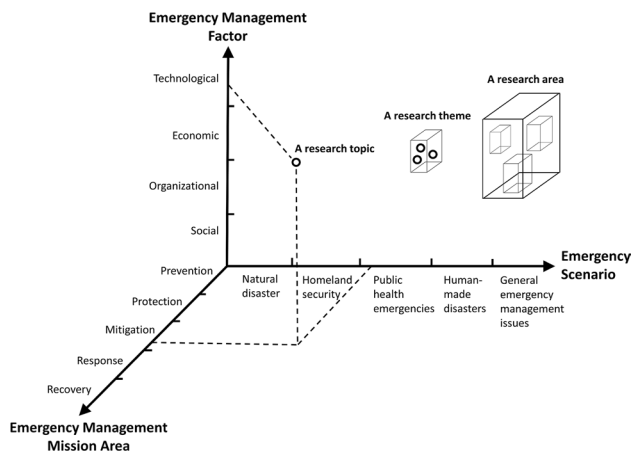 Emergency Management
Factor
Technological
Economic
Organizational
Social
A research topic
A research theme
A research area
Emergency
Scenario
Natural
disaster
Homeland
security
Public
health
emergencies
Human-
made
disasters
General
emergency
management
issues
Prevention
Protection
Mitigation
Response
Recovery
Emergency Management
Mission Area